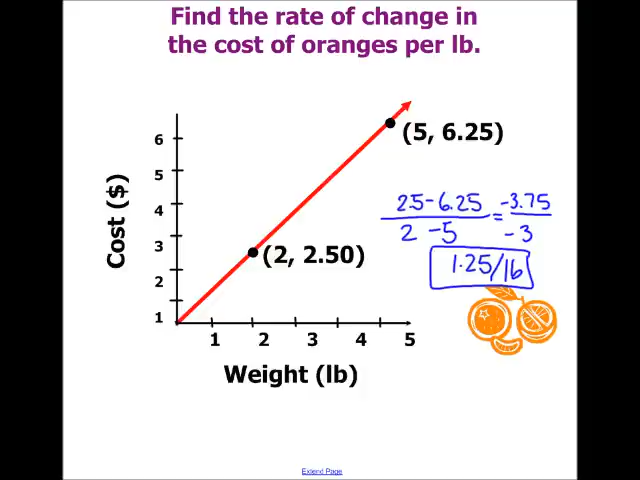 Find the rate of change in
the cost of oranges per lb.
6
5
4
3
2
1
Cost ($)
(5, 6.25)
(2, 2.50)
2.5-6.25
2 -5
=
-3.75
-3
1.25/lb
1 2 3 4 5
Weight (lb)
Extend Page